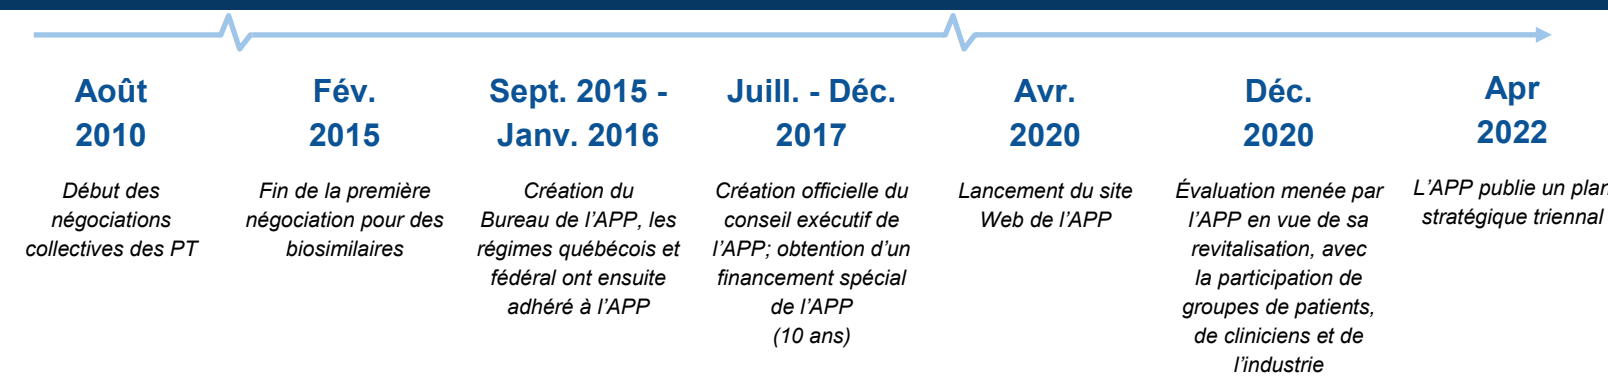 Août
2010
Début des
négociations
collectives des PT
Fév.
2015
Fin de la première
négociation pour des
biosimilaires
Sept. 2015 -
Janv. 2016
Création du
Bureau de l'APP, les
régimes québécois et
fédéral ont ensuite
adhéré à l'APP
Juill. - Déc.
2017
Création officielle du
conseil exécutif de
l'APP; obtention d'un
financement spécial
de l'APP
(10 ans)
Avr.
2020
Lancement du site
Web de l'APP
Déc.
2020
Évaluation menée par
l'APP en vue de sa
revitalisation, avec
la participation de
groupes de patients,
de cliniciens et de
l'industrie
Apr
2022
L'APP publie un plan
stratégique triennal